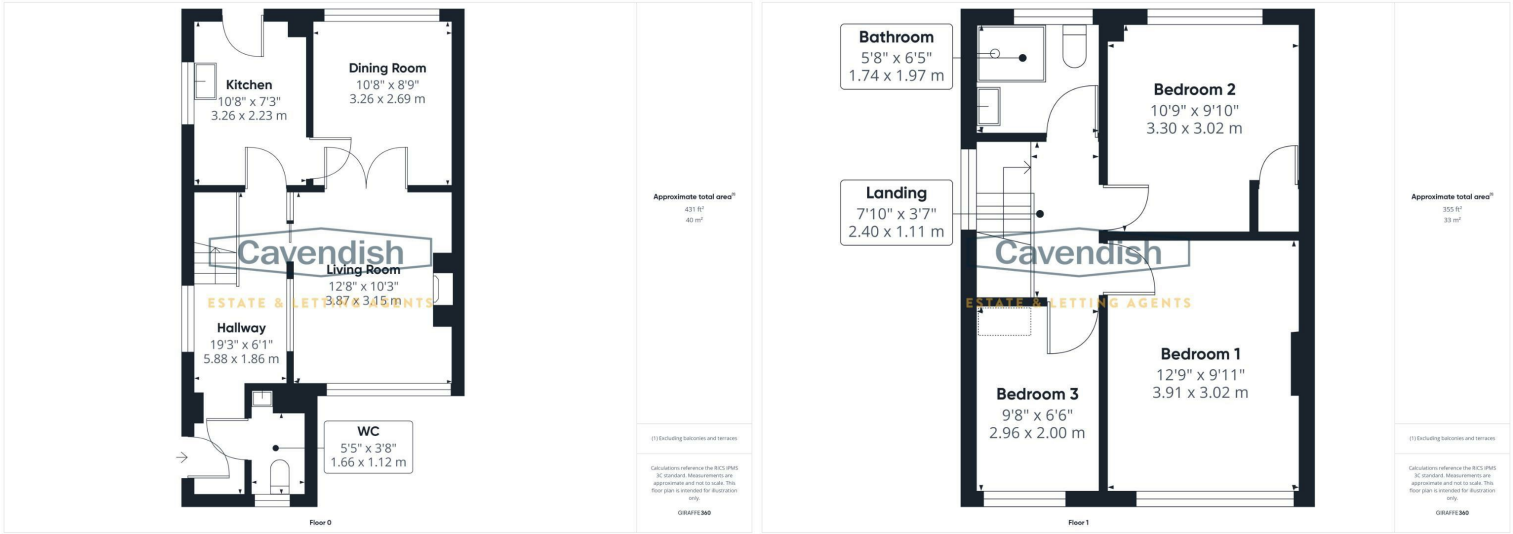 Kitchen
10'8" x 7'3"
3.26 x 2.23 m
Dining Room
10'8" x 8'9"
3.26 x 2.69 m
Cavendish
ESTATE & LETTING AGENTS
Living Room
12'8" x 10'3"
3.87 x 3.15 m
Hallway
19'3" x 6'1"
5.88 x 1.86 m
WC
5'5" x 3'8"
1.66 x 1.12 m
Floor 0
Approximate total area(1)
431 ft²
40 m²
(1) Excluding balconies and terraces
Calculations reference the RICS IPMS
3C standard. Measurements are
approximate and not to scale. This
floor plan is intended for illustration
only.
GIRAFFE360
Bathroom
5'8" x 6'5"
1.74 x 1.97 m
Bedroom 2
10'9" x 9'10"
3.30 x 3.02 m
Landing
7'10" x 3'7"
2.40 x 1.11 m
Cavendish
ESTATE & LETTING AGENTS
Bedroom 1
12'9" x 9'11"
3.91 x 3.02 m
Bedroom 3
9'8" x 6'6"
2.96 x 2.00 m
Floor 1
Approximate total area(1)
355 ft²
33 m²
(1) Excluding balconies and terraces
Calculations reference the RICS IPMS
3C standard. Measurements are
approximate and not to scale. This
floor plan is intended for illustration
only.
GIRAFFE360